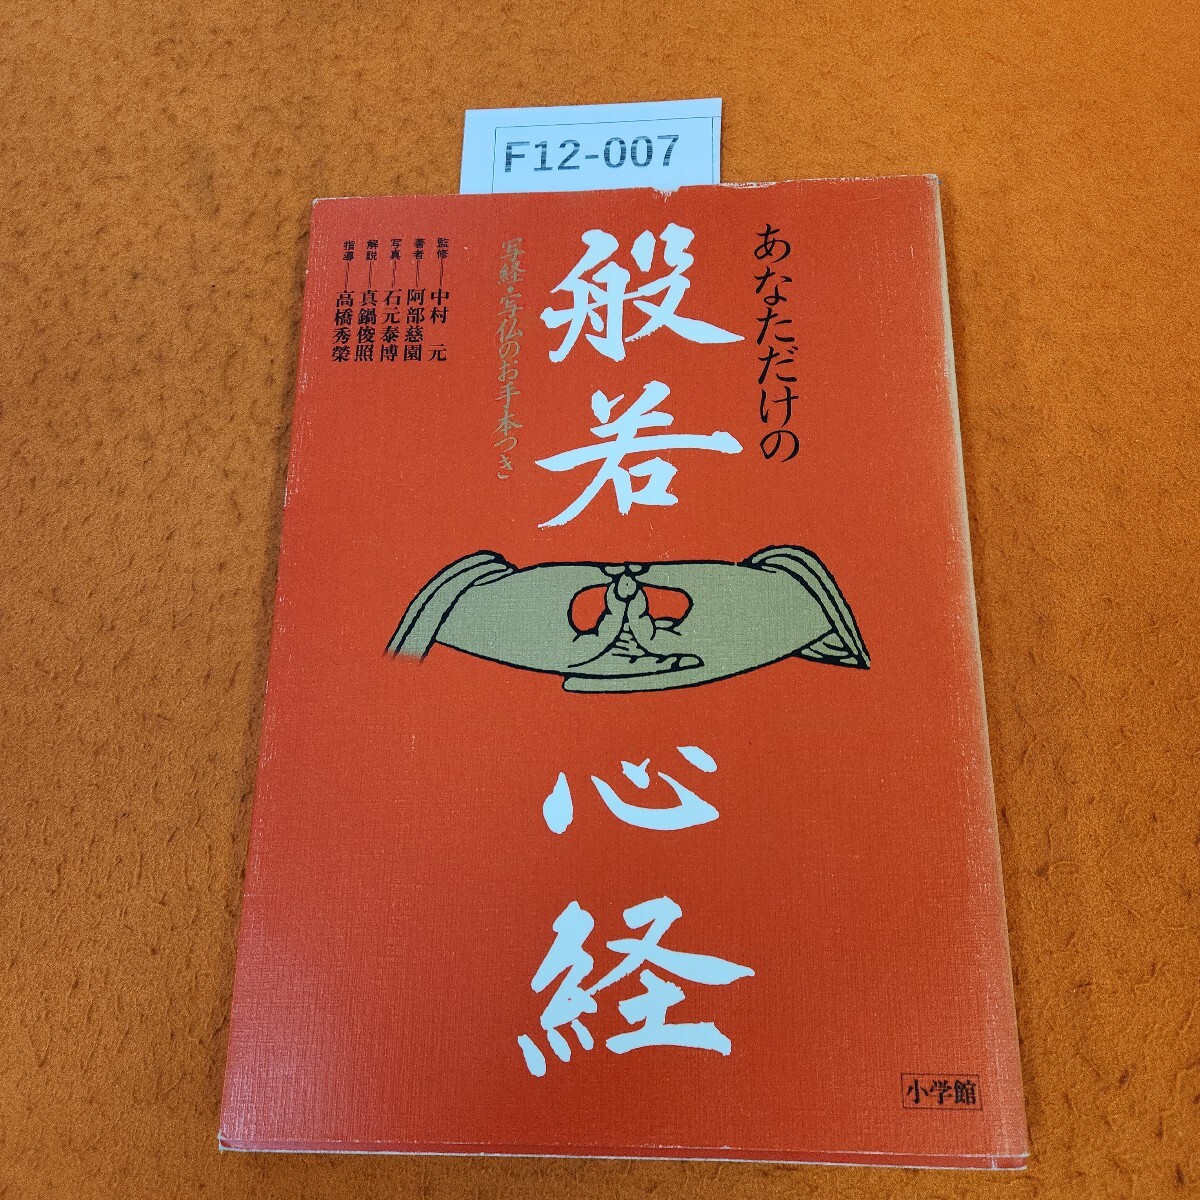 F12-007
あなただけの
般若心経
写経・写仏のお手本つき
監修―中村 元
著者―阿部慈園
写真―石元泰博
解説―真鍋俊照
指導―高橋秀榮
小学館